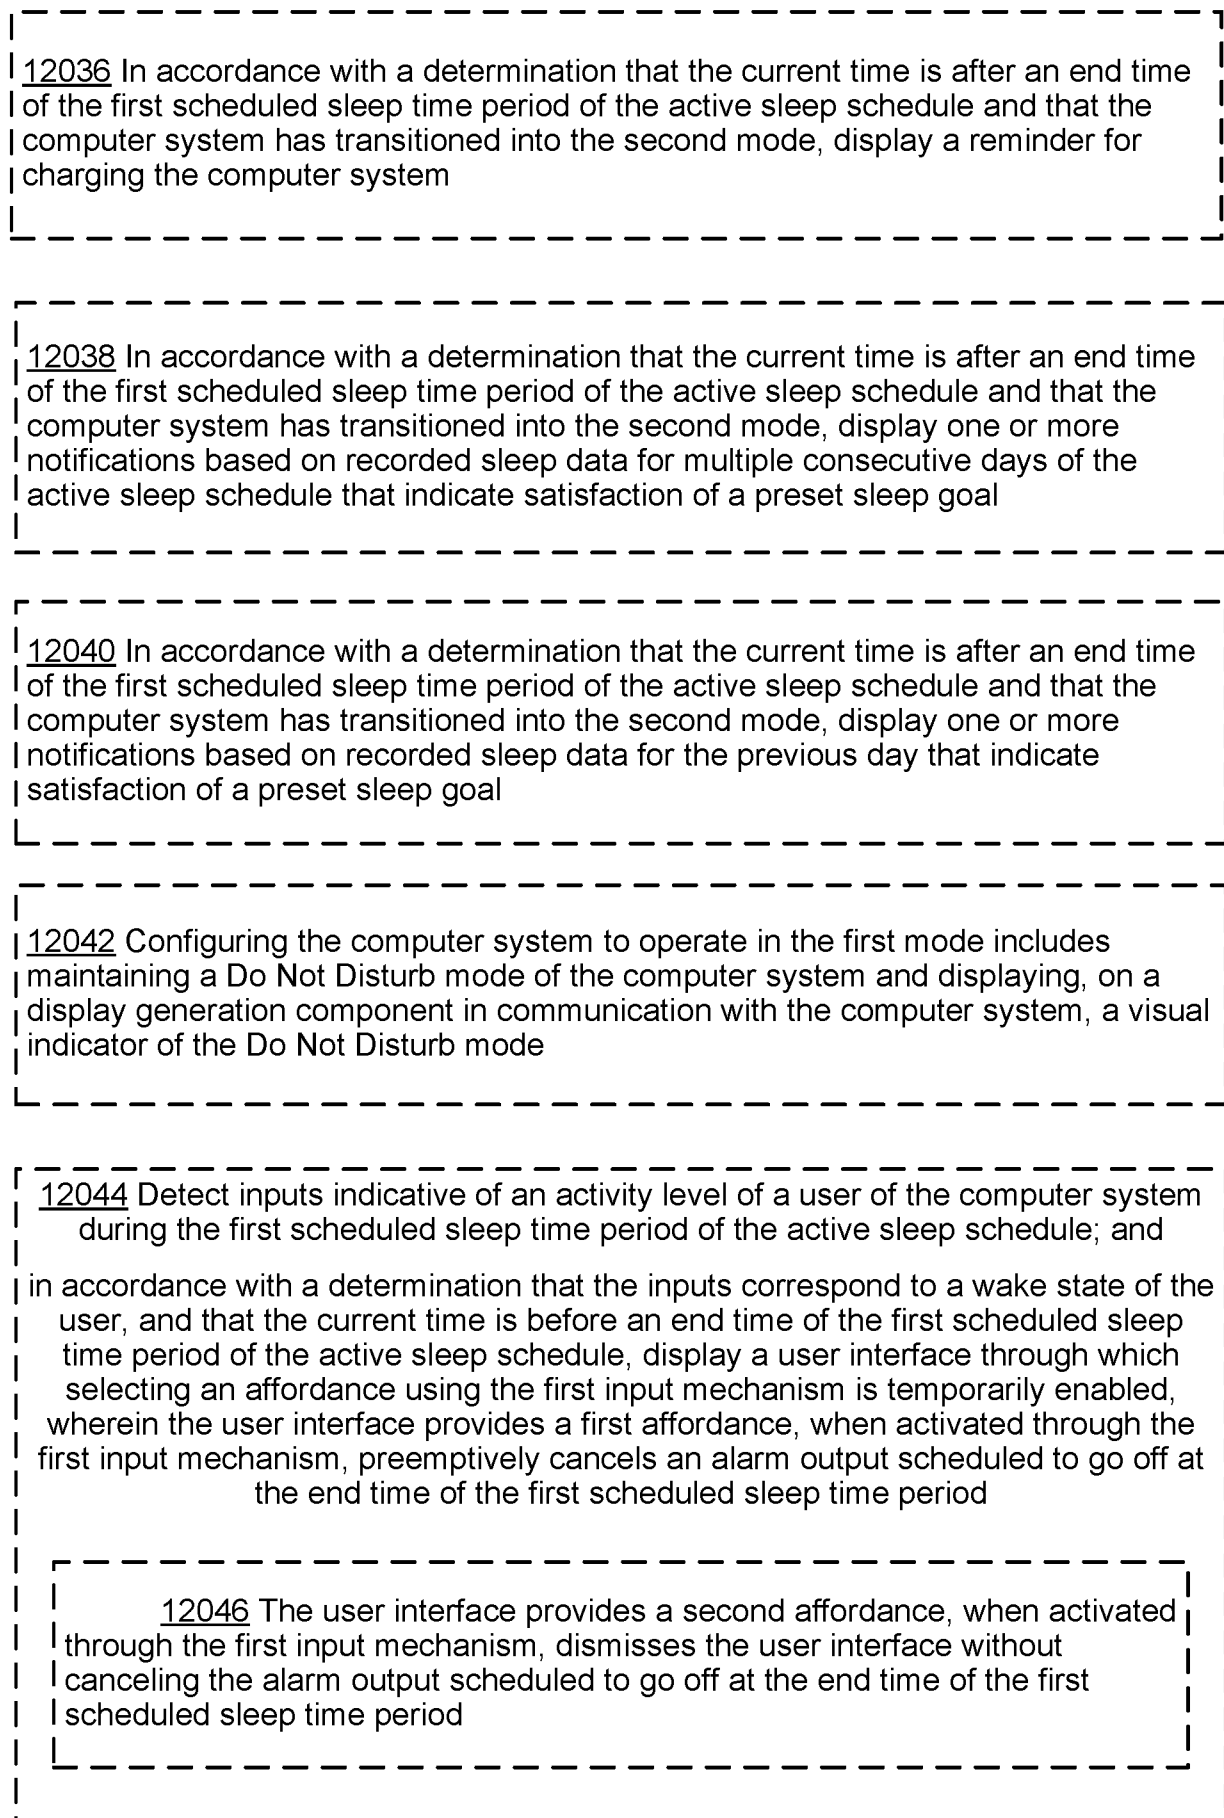 12036 In accordance with a determination that the current time is after an end time
of the first scheduled sleep time period of the active sleep schedule and that the
computer system has transitioned into the second mode, display a reminder for
charging the computer system
12038 In accordance with a determination that the current time is after an end time
of the first scheduled sleep time period of the active sleep schedule and that the
computer system has transitioned into the second mode, display one or more
notifications based on recorded sleep data for multiple consecutive days of the
active sleep schedule that indicate satisfaction of a preset sleep goal
12040 In accordance with a determination that the current time is after an end time
of the first scheduled sleep time period of the active sleep schedule and that the
computer system has transitioned into the second mode, display one or more
notifications based on recorded sleep data for the previous day that indicate
satisfaction of a preset sleep goal
12042 Configuring the computer system to operate in the first mode includes
maintaining a Do Not Disturb mode of the computer system and displaying, on a
display generation component in communication with the computer system, a visual
indicator of the Do Not Disturb mode
12044 Detect inputs indicative of an activity level of a user of the computer system
during the first scheduled sleep time period of the active sleep schedule; and
in accordance with a determination that the inputs correspond to a wake state of the
user, and that the current time is before an end time of the first scheduled sleep
time period of the active sleep schedule, display a user interface through which
selecting an affordance using the first input mechanism is temporarily enabled,
wherein the user interface provides a first affordance, when activated through the
first input mechanism, preemptively cancels an alarm output scheduled to go off at
the end time of the first scheduled sleep time period
12046 The user interface provides a second affordance, when activated
through the first input mechanism, dismisses the user interface without
canceling the alarm output scheduled to go off at the end time of the first
scheduled sleep time period